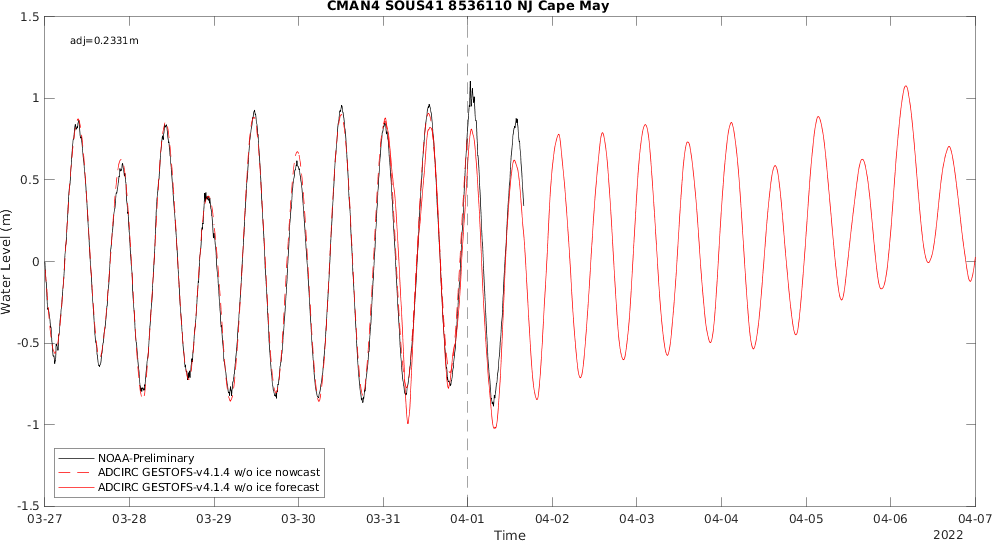 CMAN4 SOUS41 8536110 NJ Cape May
adj=0.2331m
1.5
1
0.5
0
-0.5
-1
-1.5
Water Level (m)
NOAA-Preliminary
ADCIRC GESTOFS-v4.1.4 w/o ice nowcast
ADCIRC GESTOFS-v4.1.4 w/o ice forecast
03-27 03-28 03-29 03-30 03-31 04-01 04-02 04-03 04-04 04-05 04-06 04-07
Time
2022